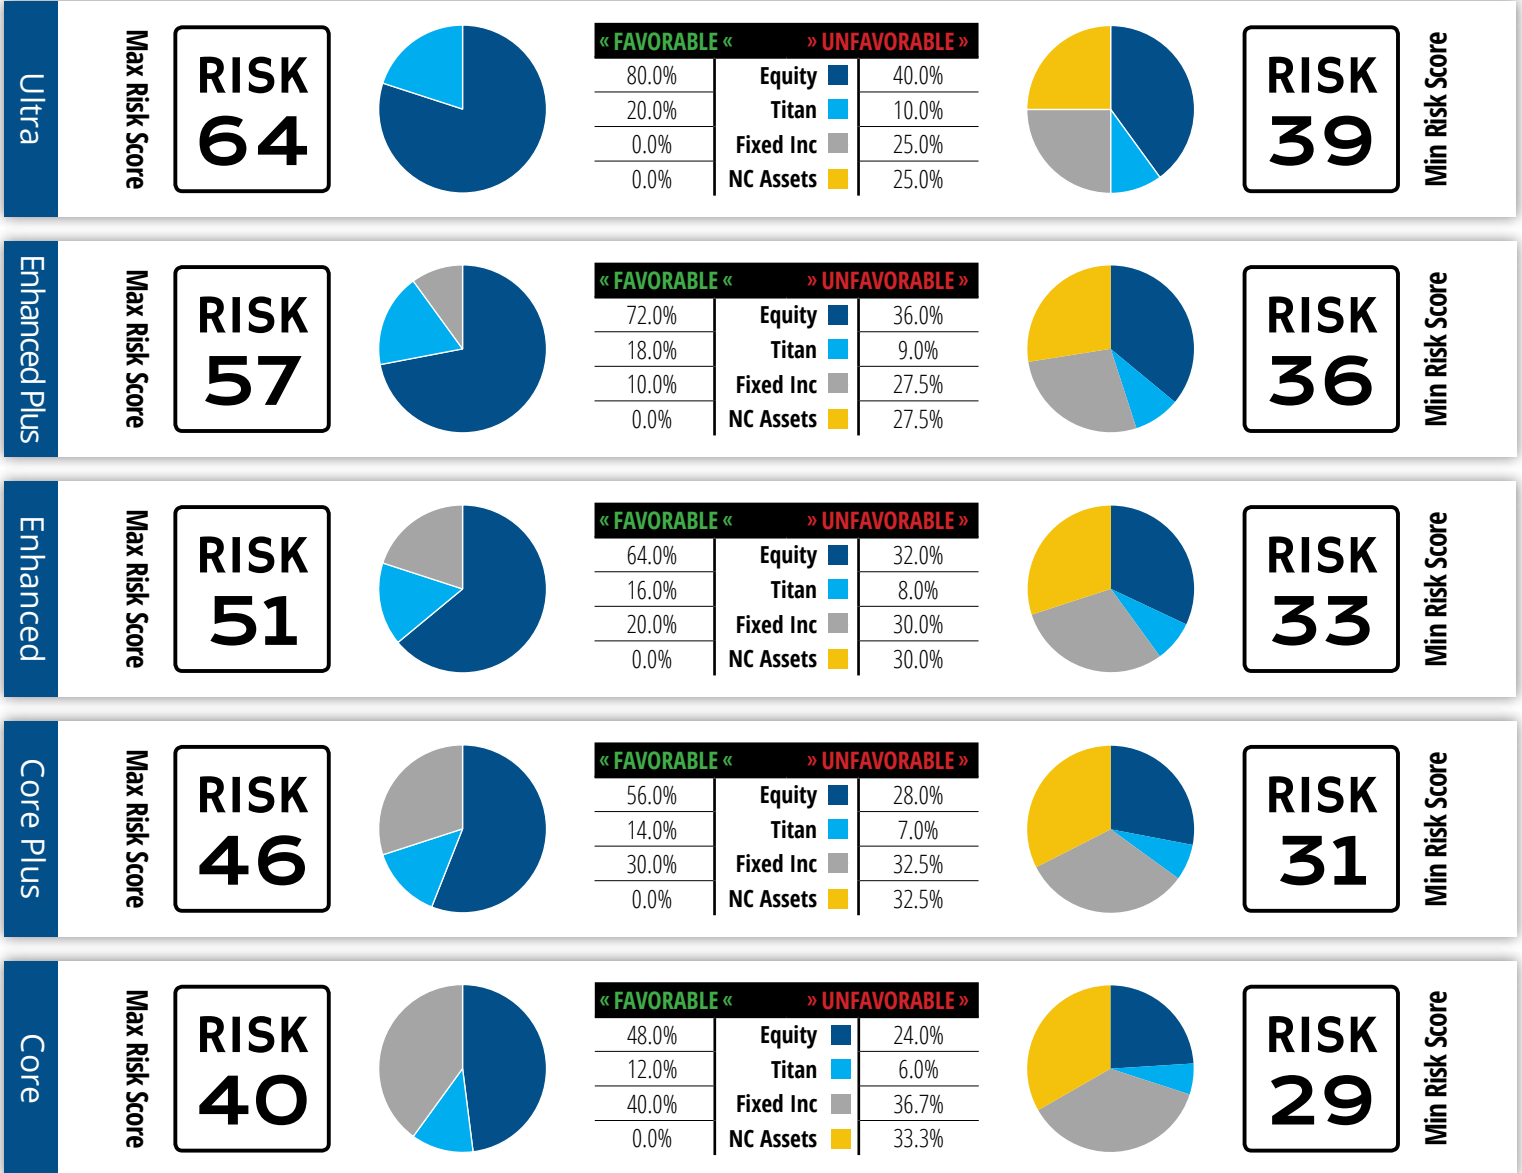 Ultra
Max Risk Score
RISK
64
« FAVORABLE « » UNFAVORABLE »
80.0% Equity 40.0%
20.0% Titan 10.0%
0.0% Fixed Inc 25.0%
0.0% NC Assets 25.0%
RISK
39
Min Risk Score
Enhanced Plus
Max Risk Score
RISK
57
« FAVORABLE « » UNFAVORABLE »
72.0% Equity 36.0%
18.0% Titan 9.0%
10.0% Fixed Inc 27.5%
0.0% NC Assets 27.5%
RISK
36
Min Risk Score
Enhanced
Max Risk Score
RISK
51
« FAVORABLE « » UNFAVORABLE »
64.0% Equity 32.0%
16.0% Titan 8.0%
20.0% Fixed Inc 30.0%
0.0% NC Assets 30.0%
RISK
33
Min Risk Score
Core Plus
Max Risk Score
RISK
46
« FAVORABLE « » UNFAVORABLE »
56.0% Equity 28.0%
14.0% Titan 7.0%
30.0% Fixed Inc 32.5%
0.0% NC Assets 32.5%
RISK
31
Min Risk Score
Core
Max Risk Score
RISK
40
« FAVORABLE « » UNFAVORABLE »
48.0% Equity 24.0%
12.0% Titan 6.0%
40.0% Fixed Inc 36.7%
0.0% NC Assets 33.3%
RISK
29
Min Risk Score